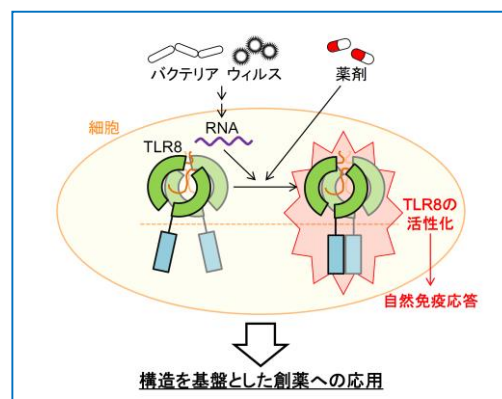 バクテリア ウィルス
薬剤
細胞
RNA
TLR8
TLR8の
活性化
自然免疫応答
構造を基盤とした創薬への応用